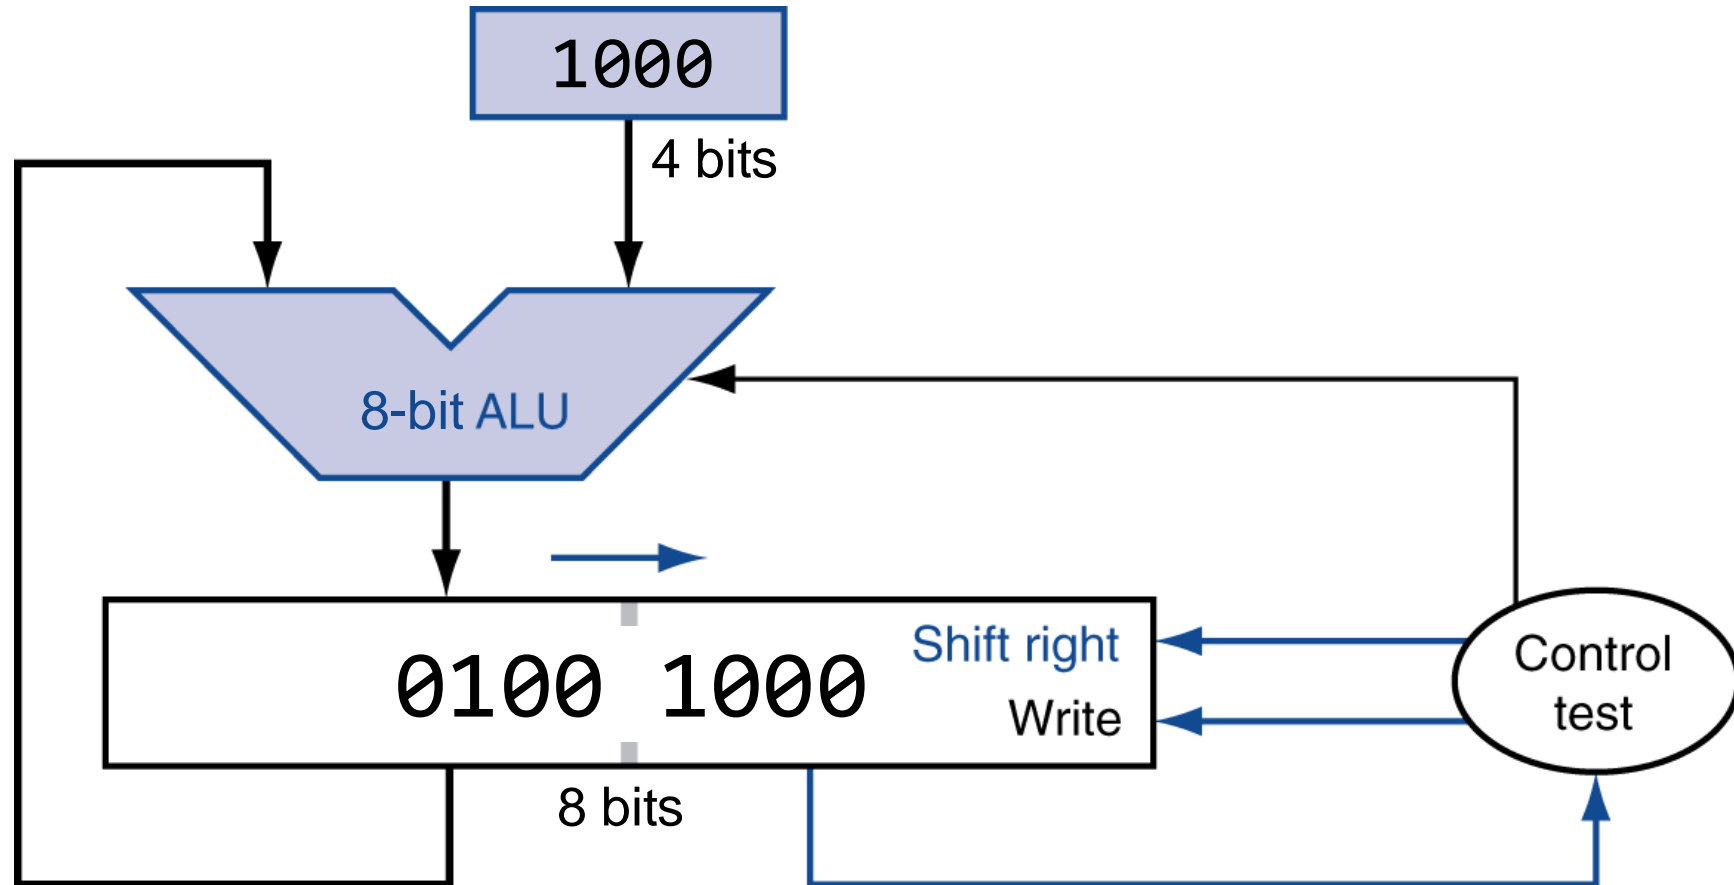 1000
4 bits
8-bit ALU
0100 1000
Shift right
Write
Control
test
8 bits